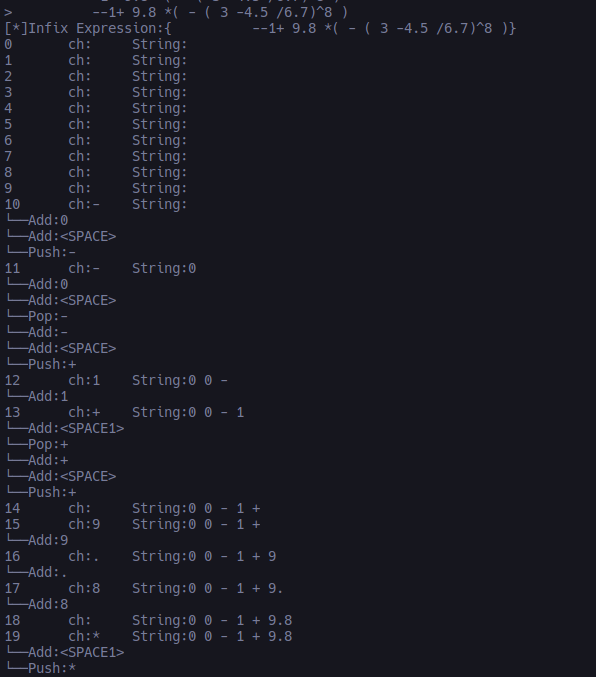 >          --1+ 9.8 *( - ( 3 -4.5 /6.7)^8 )
[*]Infix Expression:{          --1+ 9.8 *( - ( 3 -4.5 /6.7)^8 )}
0       ch:     String:
1       ch:     String:
2       ch:     String:
3       ch:     String:
4       ch:     String:
5       ch:     String:
6       ch:     String:
7       ch:     String:
8       ch:     String:
9       ch:     String:
10      ch:-    String:
└──Add:0
└──Add:<SPACE>
└──Push:-
11      ch:-    String:0
└──Add:0
└──Add:<SPACE>
└──Pop:-
└──Add:-
└──Add:<SPACE>
└──Push:+
12      ch:1    String:0 0 -
└──Add:1
13      ch:+    String:0 0 - 1
└──Add:<SPACE1>
└──Pop:+
└──Add:+
└──Add:<SPACE>
└──Push:+
14      ch:     String:0 0 - 1 +
15      ch:9    String:0 0 - 1 +
└──Add:9
16      ch:.    String:0 0 - 1 + 9
└──Add:.
17      ch:8    String:0 0 - 1 + 9.
└──Add:8
18      ch:     String:0 0 - 1 + 9.8
19      ch:*    String:0 0 - 1 + 9.8
└──Add:<SPACE1>
└──Push:*